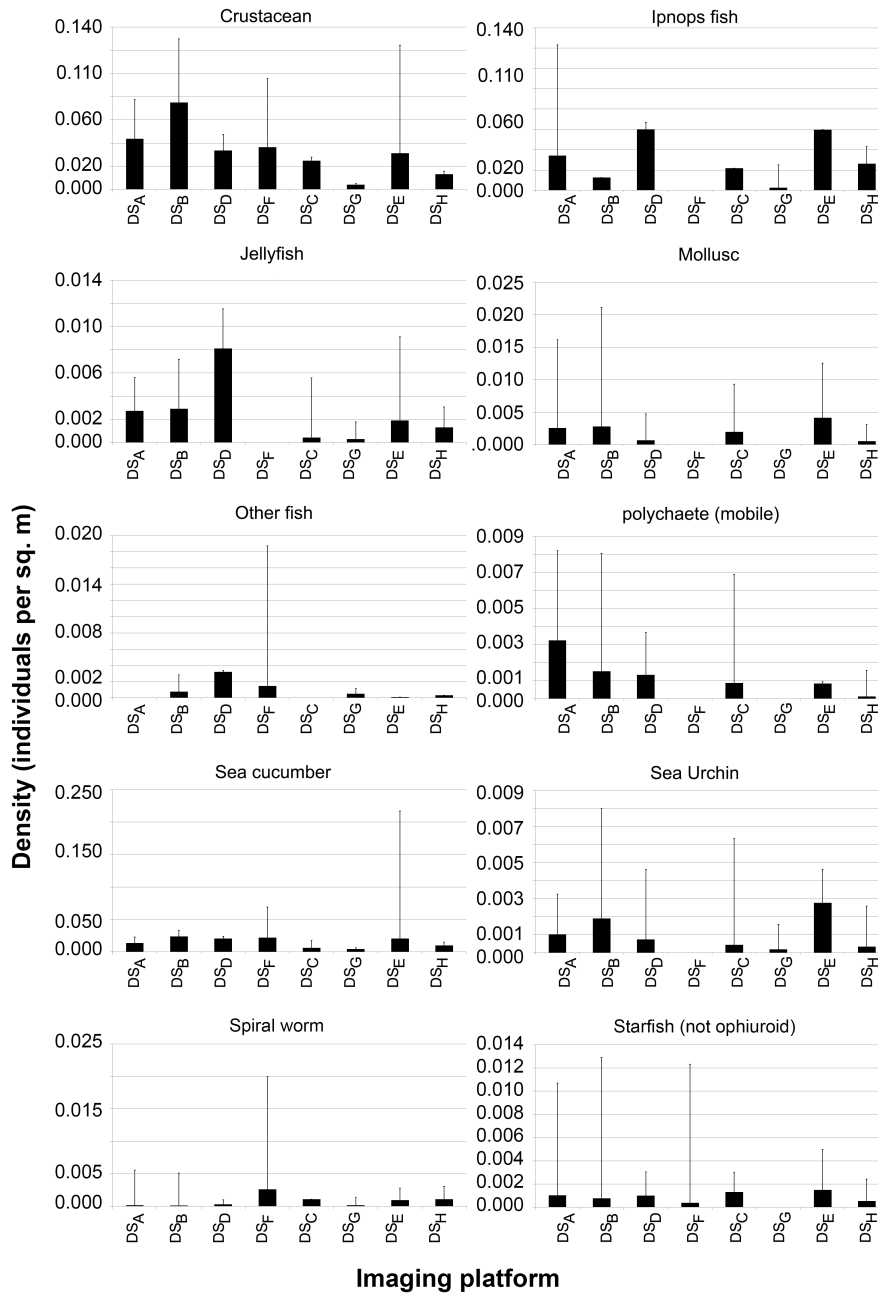 Crustacean
0.140
0.110
0.060
0.020
0.000
DSA DSB DSD DSF DSC DSG DSE DSH
Ipnops fish
0.140
0.110
0.060
0.020
0.000
DSA DSB DSD DSF DSC DSG DSE DSH
Jellyfish
0.014
0.010
0.006
0.002
0.000
DSA DSB DSD DSF DSC DSG DSE DSH
Mollusc
0.025
0.020
0.015
0.010
0.005
.0.000
DSA DSB DSD DSF DSC DSG DSE DSH
Other fish
0.020
0.014
0.008
0.002
0.000
DSA DSB DSD DSF DSC DSG DSE DSH
polychaete (mobile)
0.009
0.007
0.005
0.003
0.001
0.000
DSA DSB DSD DSF DSC DSG DSE DSH
Sea cucumber
0.250
0.150
0.050
0.000
DSA DSB DSD DSF DSC DSG DSE DSH
Sea Urchin
0.009
0.007
0.005
0.003
0.001
0.000
DSA DSB DSD DSF DSC DSG DSE DSH
Spiral worm
0.025
0.015
0.005
0.000
DSA DSB DSD DSF DSC DSG DSE DSH
Starfish (not ophiuroid)
0.014
0.012
0.010
0.008
0.006
0.004
0.002
0.000
DSA DSB DSD DSF DSC DSG DSE DSH
Density (individuals per sq. m)
Imaging platform